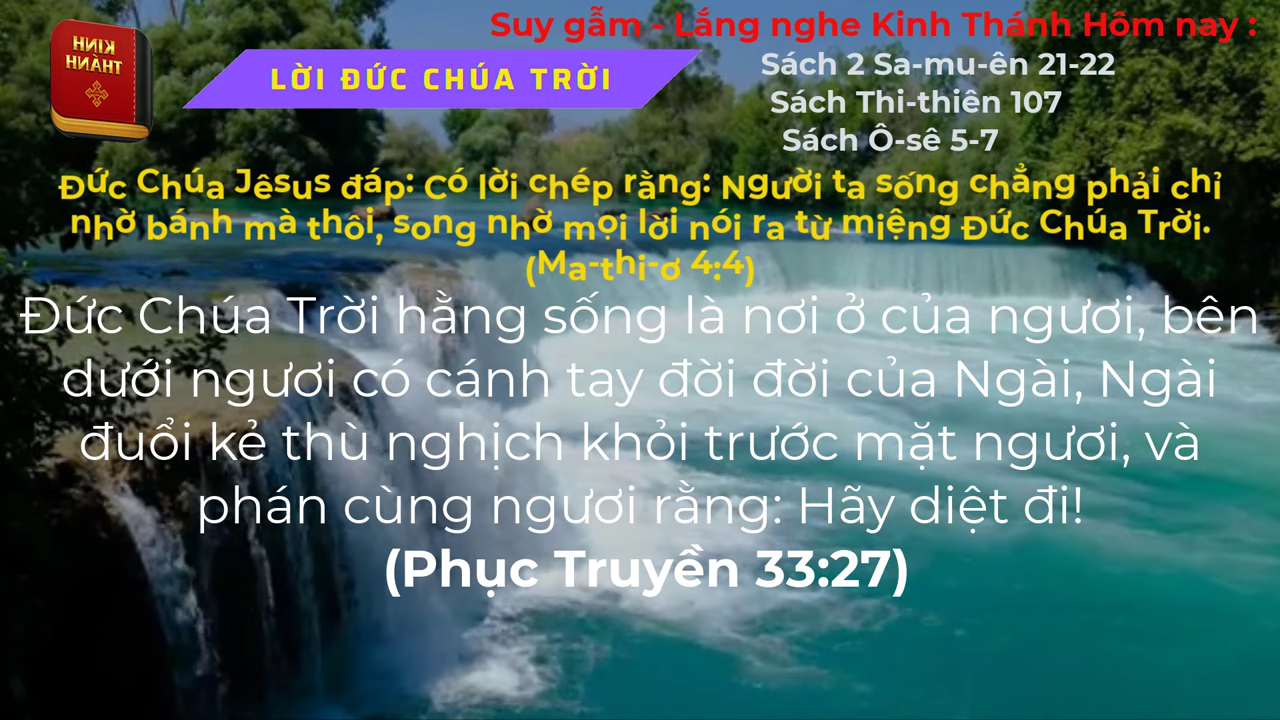 Suy gẫm - Lắng nghe Kinh Thánh Hôm nay :
KINH
THÁNH
LỜI ĐỨC CHÚA TRỜI
Sách 2 Sa-mu-ên 21-22
Sách Thi-thiên 107
Sách Ô-sê 5-7
Đức Chúa Jêsus đáp: Có lời chép rằng: Người ta sống chẳng phải chỉ
nhờ bánh mà thôi, song nhờ mọi lời nói ra từ miệng Đức Chúa Trời.
(Ma-thi-ơ 4:4)
Đức Chúa Trời hằng sống là nơi ở của ngươi, bên
dưới ngươi có cánh tay đời đời của Ngài, Ngài
đuổi kẻ thù nghịch khỏi trước mặt ngươi, và
phán cùng ngươi rằng: Hãy diệt đi!
(Phục Truyền 33:27)